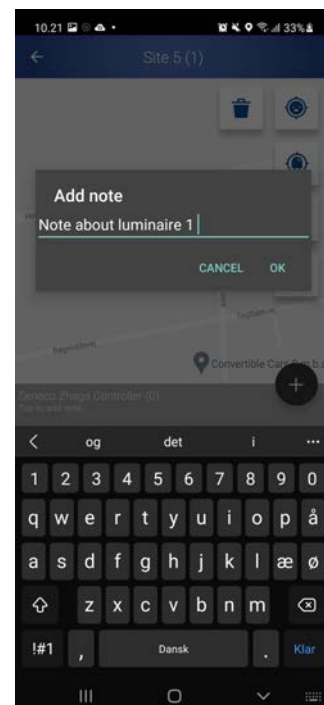 10.21 33%
Site 5 (1)
Add note
Note about luminaire 1
CANCEL OK
Convertible Cars
Seneco Zhaga Controller (0)
Tap to add note
og det i
1 2 3 4 5 6 7 8 9 0
q w e r t y u i o p å
a s d f g h j k l æ ø
z x c v b n m
!#1 , Dansk . Klar